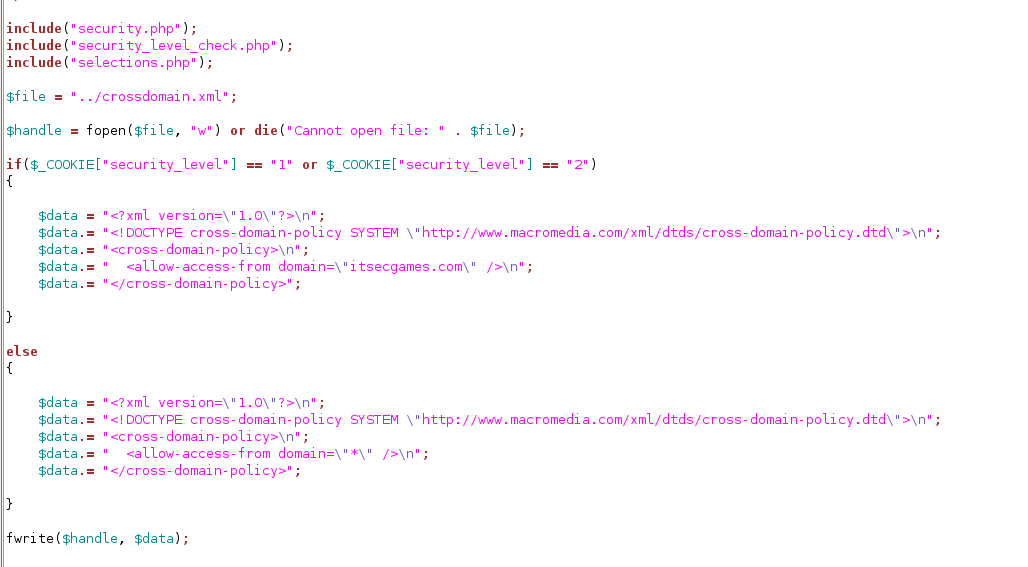 include("security.php");
include("security_level_check.php");
include("selections.php");
$file = "../crossdomain.xml";
$handle = fopen($file, "w") or die("Cannot open file: " . $file);
if($_COOKIE["security_level"] == "1" or $_COOKIE["security_level"] == "2")
{
    $data = "<?xml version=\"1.0\"?>\n";
    $data.= "<!DOCTYPE cross-domain-policy SYSTEM \"http://www.macromedia.com/xml/dtds/cross-domain-policy.dtd\">\n";
    $data.= "<cross-domain-policy>\n";
    $data.= "  <allow-access-from domain=\"itsecgames.com\" />\n";
    $data.= "</cross-domain-policy>";
}
else
{
    $data = "<?xml version=\"1.0\"?>\n";
    $data.= "<!DOCTYPE cross-domain-policy SYSTEM \"http://www.macromedia.com/xml/dtds/cross-domain-policy.dtd\">\n";
    $data.= "<cross-domain-policy>\n";
    $data.= "  <allow-access-from domain=\"*\" />\n";
    $data.= "</cross-domain-policy>";
}
fwrite($handle, $data);